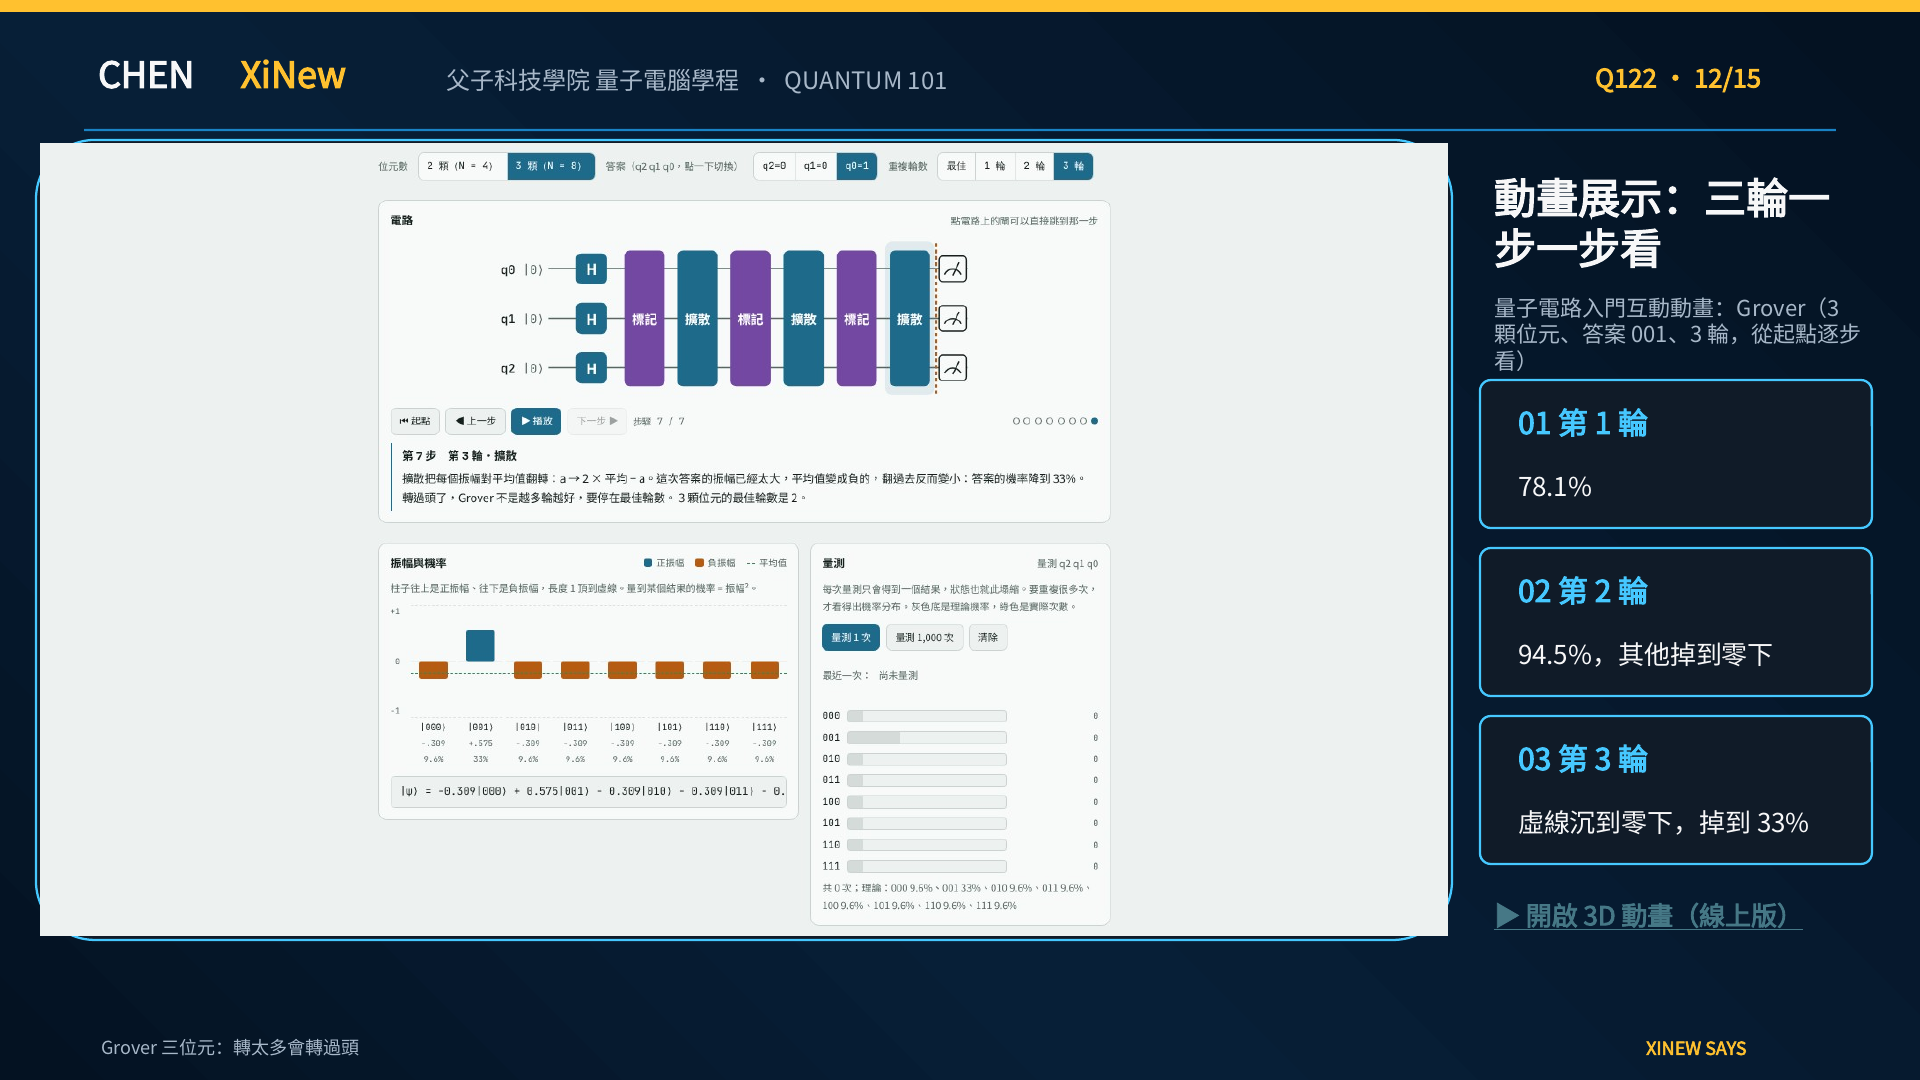 CHEN XiNew 父子科技學院 量子電腦學程 · QUANTUM 101
Q122 · 12/15
位元數 2 顆 (N = 4) 3 顆 (N = 8) 答案（q2 q1 q0，點一下切換） q2=0 q1=0 q0=1 重複輪數 最佳 1 輪 2 輪 3 輪
電路
點電路上的閘可以直接跳到那一步
q0 |0⟩ H
q1 |0⟩ H 標記 擴散 標記 擴散 標記 擴散
q2 |0⟩ H
⏮ 起點 ◀ 上一步 ▶ 播放 下一步 ▶ 步驟 7 / 7
第 7 步 第 3 輪・擴散
擴散把每個振幅對平均值翻轉：a → 2 × 平均 − a。這次答案的振幅已經太大，平均值變成負的，翻過去反而變小：答案的機率降到 33%。
轉過頭了，Grover 不是越多輪越好，要停在最佳輪數。3 顆位元的最佳輪數是 2。
振幅與機率
正振幅 負振幅 -- 平均值
柱子往上是正振幅、往下是負振幅，長度 1 頂到虛線。量到某個結果的機率 = 振幅²。
+1
0
-1
|000⟩ |001⟩ |010⟩ |011⟩ |100⟩ |101⟩ |110⟩ |111⟩
-.309 +.575 -.309 -.309 -.309 -.309 -.309 -.309
9.6% 33% 9.6% 9.6% 9.6% 9.6% 9.6% 9.6%
|ψ⟩ = -0.309|000⟩ + 0.575|001⟩ - 0.309|010⟩ - 0.309|011⟩ - 0.
量測
量測 q2 q1 q0
每次量測只會得到一個結果，狀態也就此塌縮。要重複很多次，
才看得出機率分布。灰色底是理論機率，綠色是實際次數。
量測 1 次 量測 1,000 次 清除
最近一次： 尚未量測
000 0
001 0
010 0
011 0
100 0
101 0
110 0
111 0
共 0 次；理論：000 9.6%、001 33%、010 9.6%、011 9.6%、
100 9.6%、101 9.6%、110 9.6%、111 9.6%
動畫展示：三輪一
步一步看
量子電路入門互動動畫：Grover（3
顆位元、答案 001、3 輪，從起點逐步
看）
01 第 1 輪
78.1%
02 第 2 輪
94.5%，其他掉到零下
03 第 3 輪
虛線沉到零下，掉到 33%
▶ 開啟 3D 動畫（線上版）
Grover 三位元：轉太多會轉過頭
XINEW SAYS